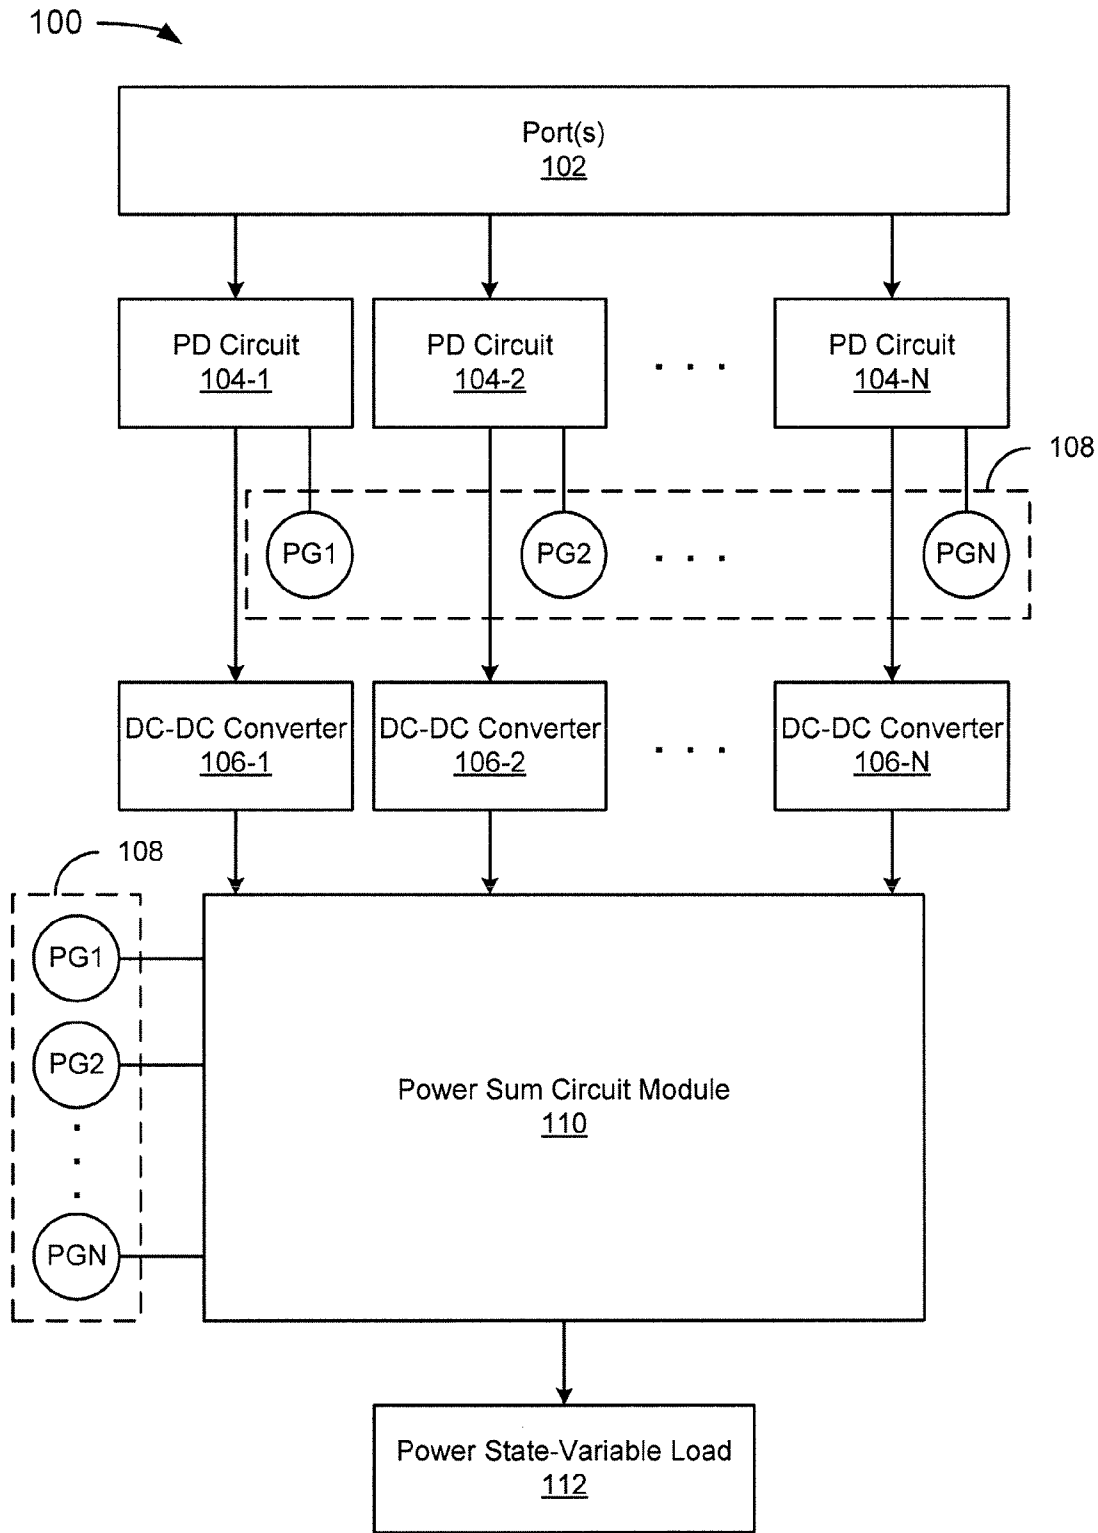 100
Port(s)
102
PD Circuit
104-1
PD Circuit
104-2
. . .
PD Circuit
104-N
108
PG1
PG2
. . .
PGN
DC-DC Converter
106-1
DC-DC Converter
106-2
. . .
DC-DC Converter
106-N
108
PG1
PG2
.
.
.
PGN
Power Sum Circuit Module
110
Power State-Variable Load
112